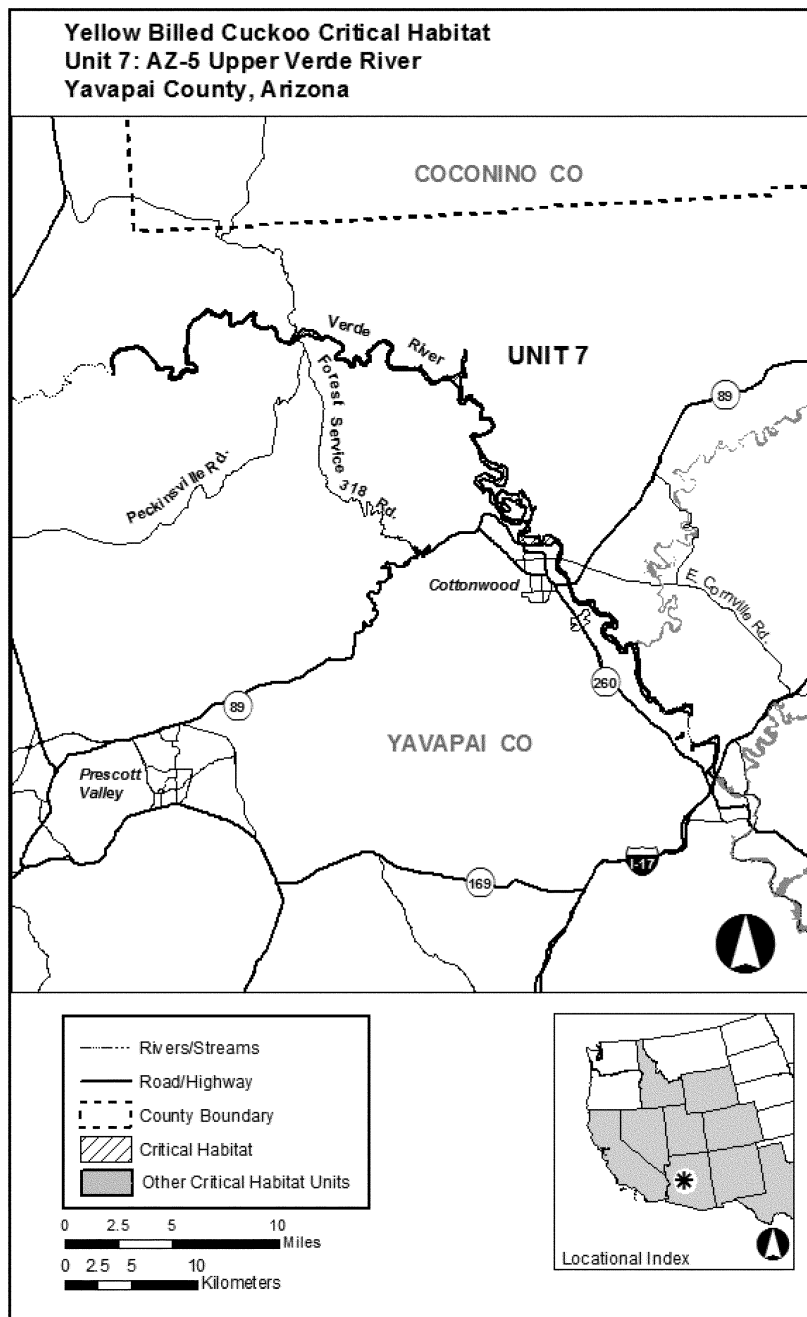 Yellow Billed Cuckoo Critical Habitat
Unit 7: AZ-5 Upper Verde River
Yavapai County, Arizona
COCONINO CO
Verde River
UNIT 7
89
Forest Service 318 Rd.
Peckinsville Rd.
Cottonwood
E. Cornville Rd.
260
89
YAVAPAI CO
Prescott
Valley
I-17
169
Rivers/Streams
Road/Highway
County Boundary
Critical Habitat
Other Critical Habitat Units
0 2.5 5 10
Miles
0 2.5 5 10
Kilometers
Locational Index